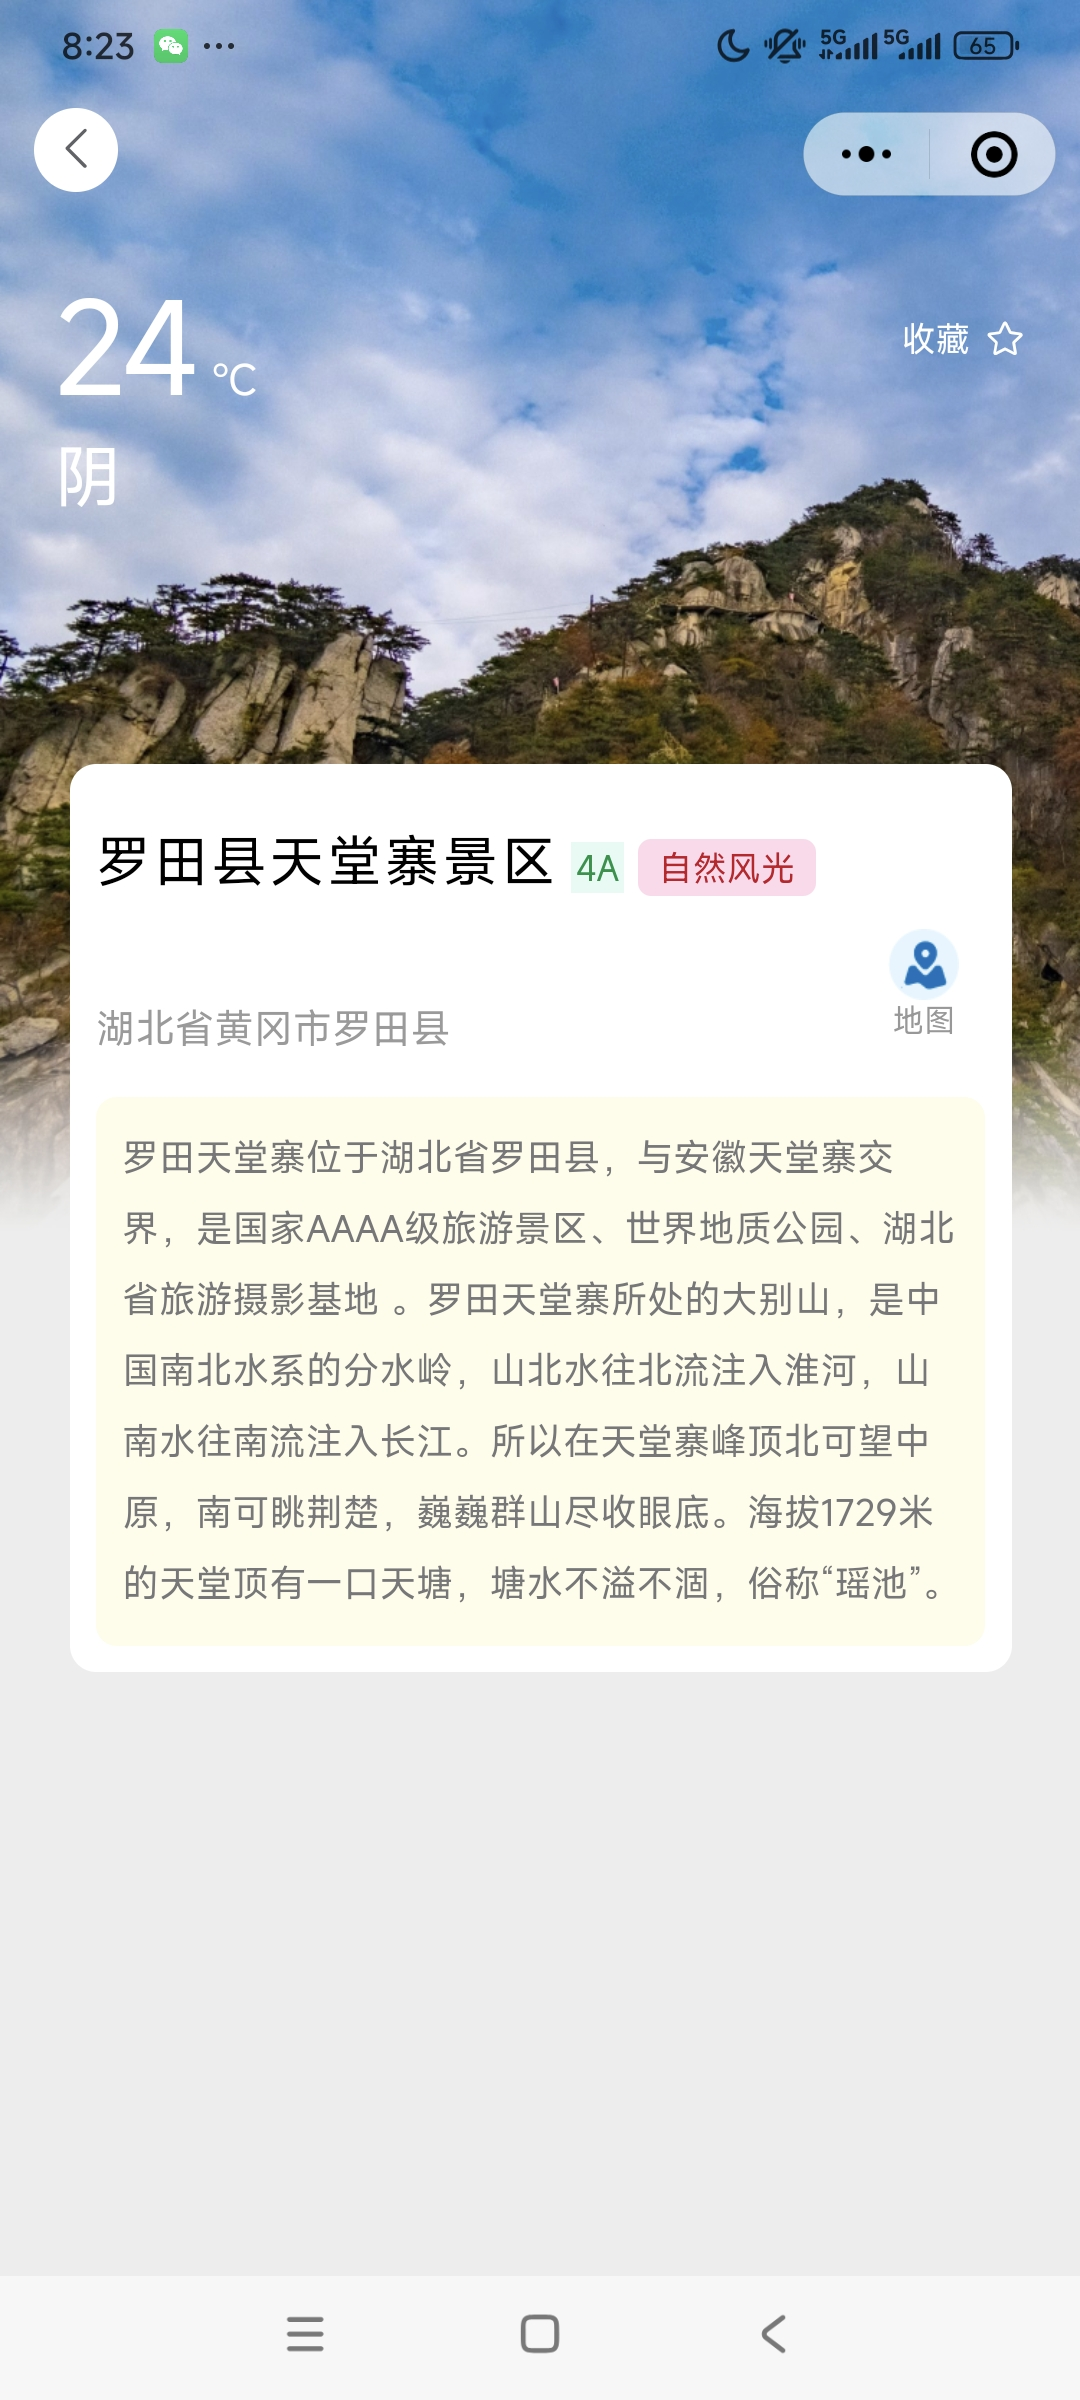 8:23
5G 5G 65
24 ℃
收藏
阴
罗田县天堂寨景区 4A 自然风光
湖北省黄冈市罗田县
地图
罗田天堂寨位于湖北省罗田县，与安徽天堂寨交
界，是国家AAAA级旅游景区、世界地质公园、湖北
省旅游摄影基地 。罗田天堂寨所处的大别山，是中
国南北水系的分水岭，山北水往北流注入淮河，山
南水往南流注入长江。所以在天堂寨峰顶北可望中
原，南可眺荆楚，巍巍群山尽收眼底。海拔1729米
的天堂顶有一口天塘，塘水不溢不涸，俗称“瑶池”。